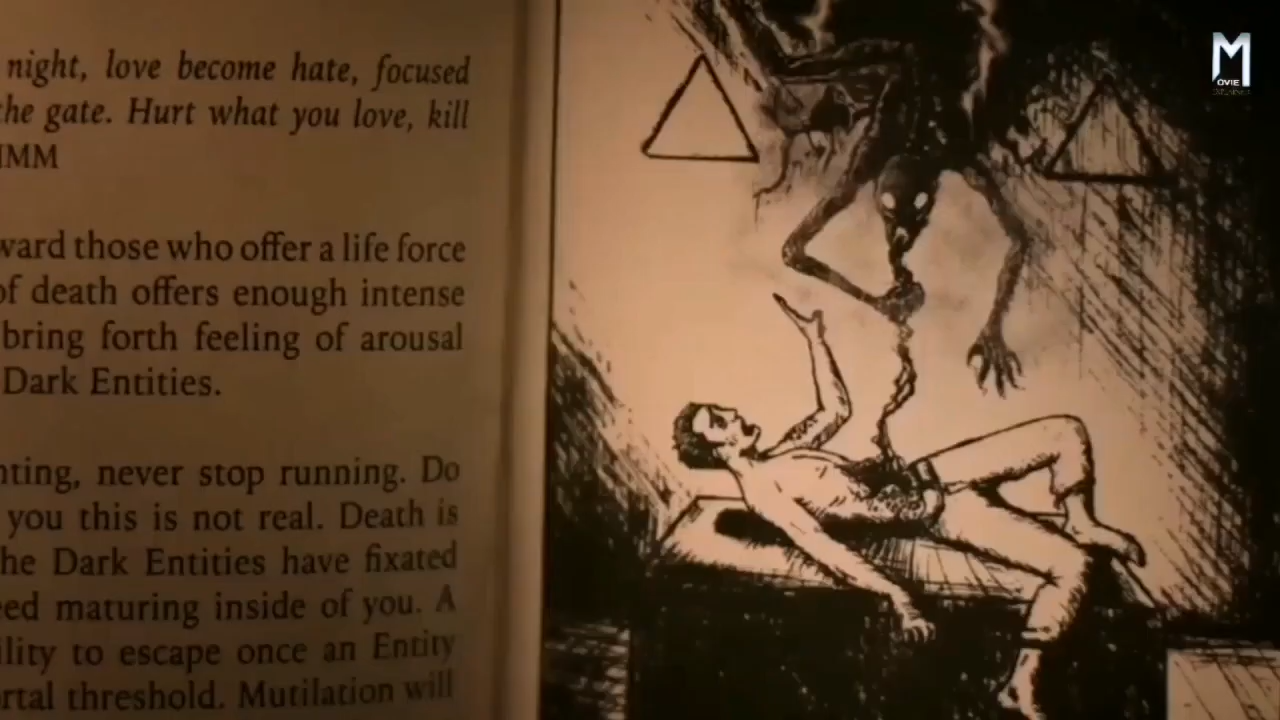 night, love become hate, focused
the gate. Hurt what you love, kill
IMM
ward those who offer a life force
of death offers enough intense
bring forth feeling of arousal
Dark Entities.
nting, never stop running. Do
you this is not real. Death is
he Dark Entities have fixated
eed maturing inside of you. A
ility to escape once an Entity
rtal threshold. Mutilation will
M
OVIE